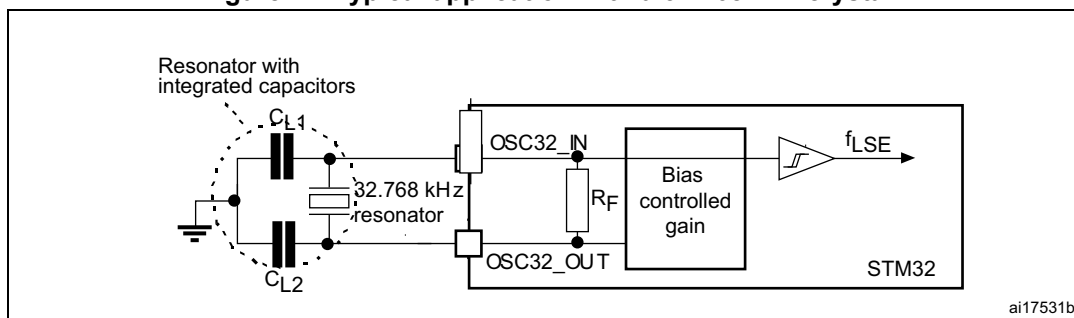 Resonator with
integrated capacitors
CL1
OSC32_IN
fLSE
32.768 kHz
resonator
RF
Bias
controlled
gain
OSC32_OUT
STM32
CL2
ai17531b